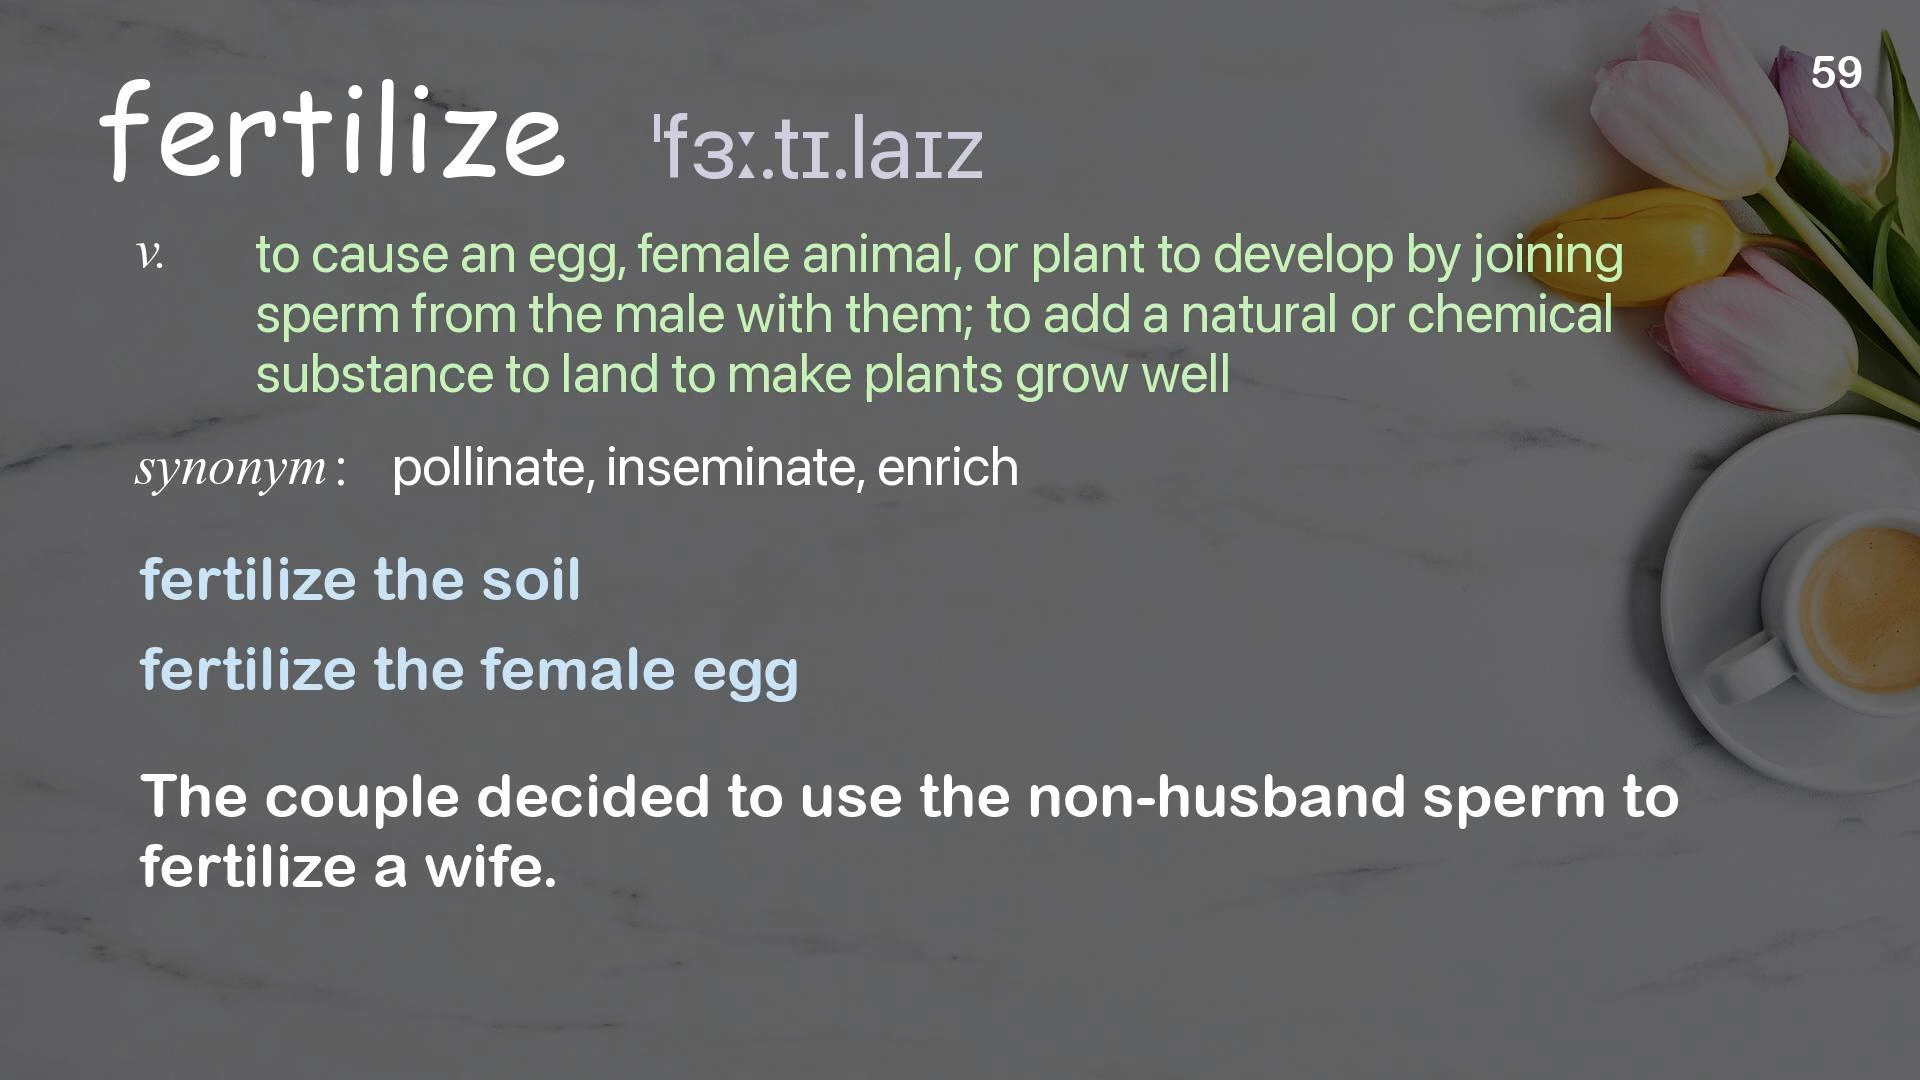 59
fertilize ˈfɜː.tɪ.laɪz
v. to cause an egg, female animal, or plant to develop by joining
sperm from the male with them; to add a natural or chemical
substance to land to make plants grow well
synonym : pollinate, inseminate, enrich
fertilize the soil
fertilize the female egg
The couple decided to use the non-husband sperm to
fertilize a wife.